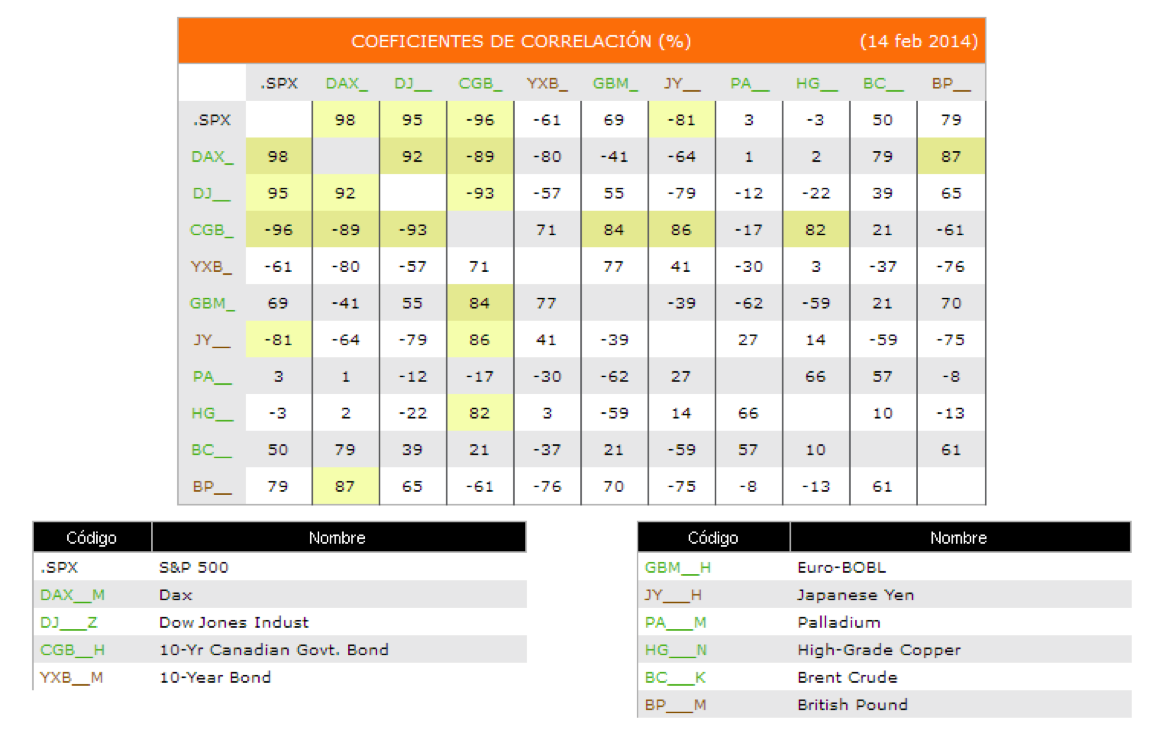 COEFICIENTES DE CORRELACIÓN (%) (14 feb 2014)
.SPX DAX_ DJ__ CGB_ YXB_ GBM_ JY__ PA__ HG__ BC__ BP__
.SPX 98 95 -96 -61 69 -81 3 -3 50 79
DAX_ 98 92 -89 -80 -41 -64 1 2 79 87
DJ__ 95 92 -93 -57 55 -79 -12 -22 39 65
CGB_ -96 -89 -93 71 84 86 -17 82 21 -61
YXB_ -61 -80 -57 71 77 41 -30 3 -37 -76
GBM_ 69 -41 55 84 77 -39 -62 -59 21 70
JY__ -81 -64 -79 86 41 -39 27 14 -59 -75
PA__ 3 1 -12 -17 -30 -62 27 66 57 -8
HG__ -3 2 -22 82 3 -59 14 66 10 -13
BC__ 50 79 39 21 -37 21 -59 57 10 61
BP__ 79 87 65 -61 -76 70 -75 -8 -13 61
Código Nombre
.SPX S&P 500
DAX__M Dax
DJ___Z Dow Jones Indust
CGB__H 10-Yr Canadian Govt. Bond
YXB__M 10-Year Bond
Código Nombre
GBM__H Euro-BOBL
JY___H Japanese Yen
PA___M Palladium
HG___N High-Grade Copper
BC___K Brent Crude
BP___M British Pound